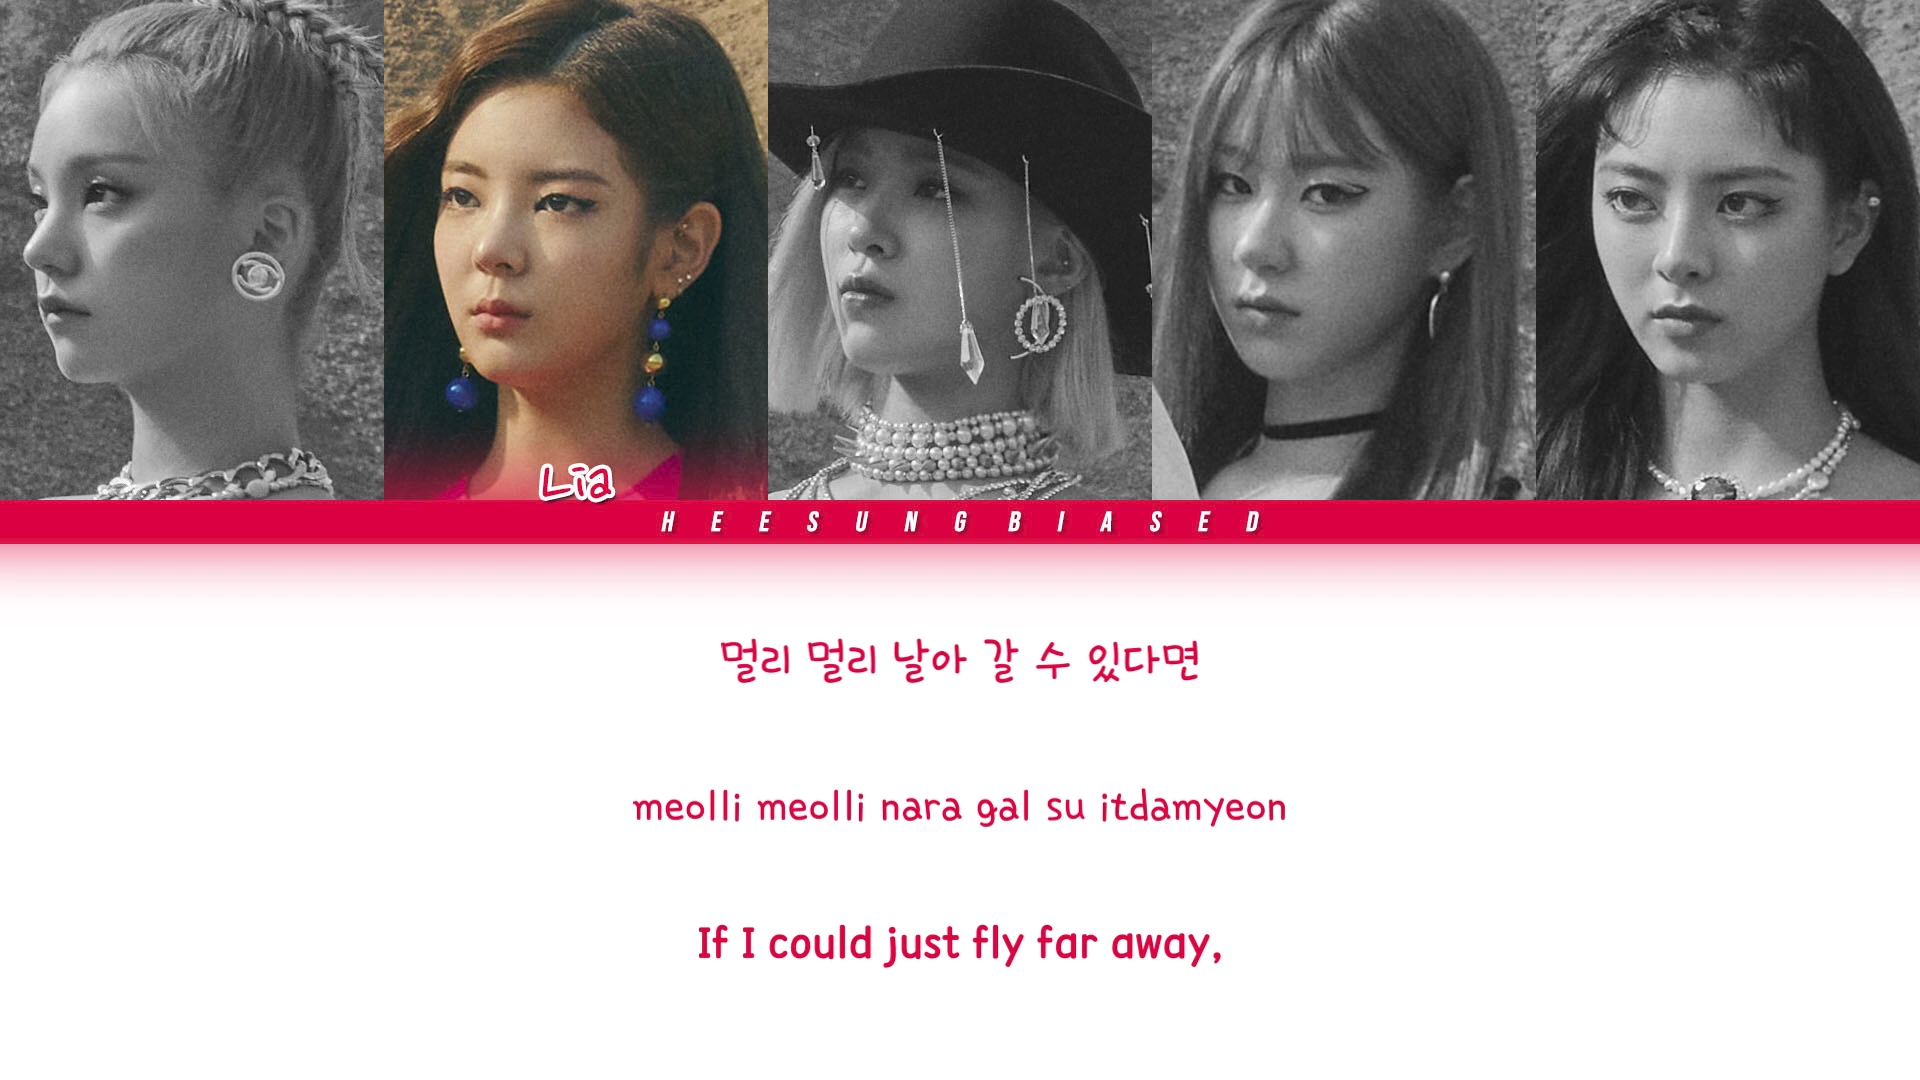 Lia
HEESUNGBIASED
멀리 멀리 날아 갈 수 있다면
meolli meolli nara gal su itdamyeon
If I could just fly far away,